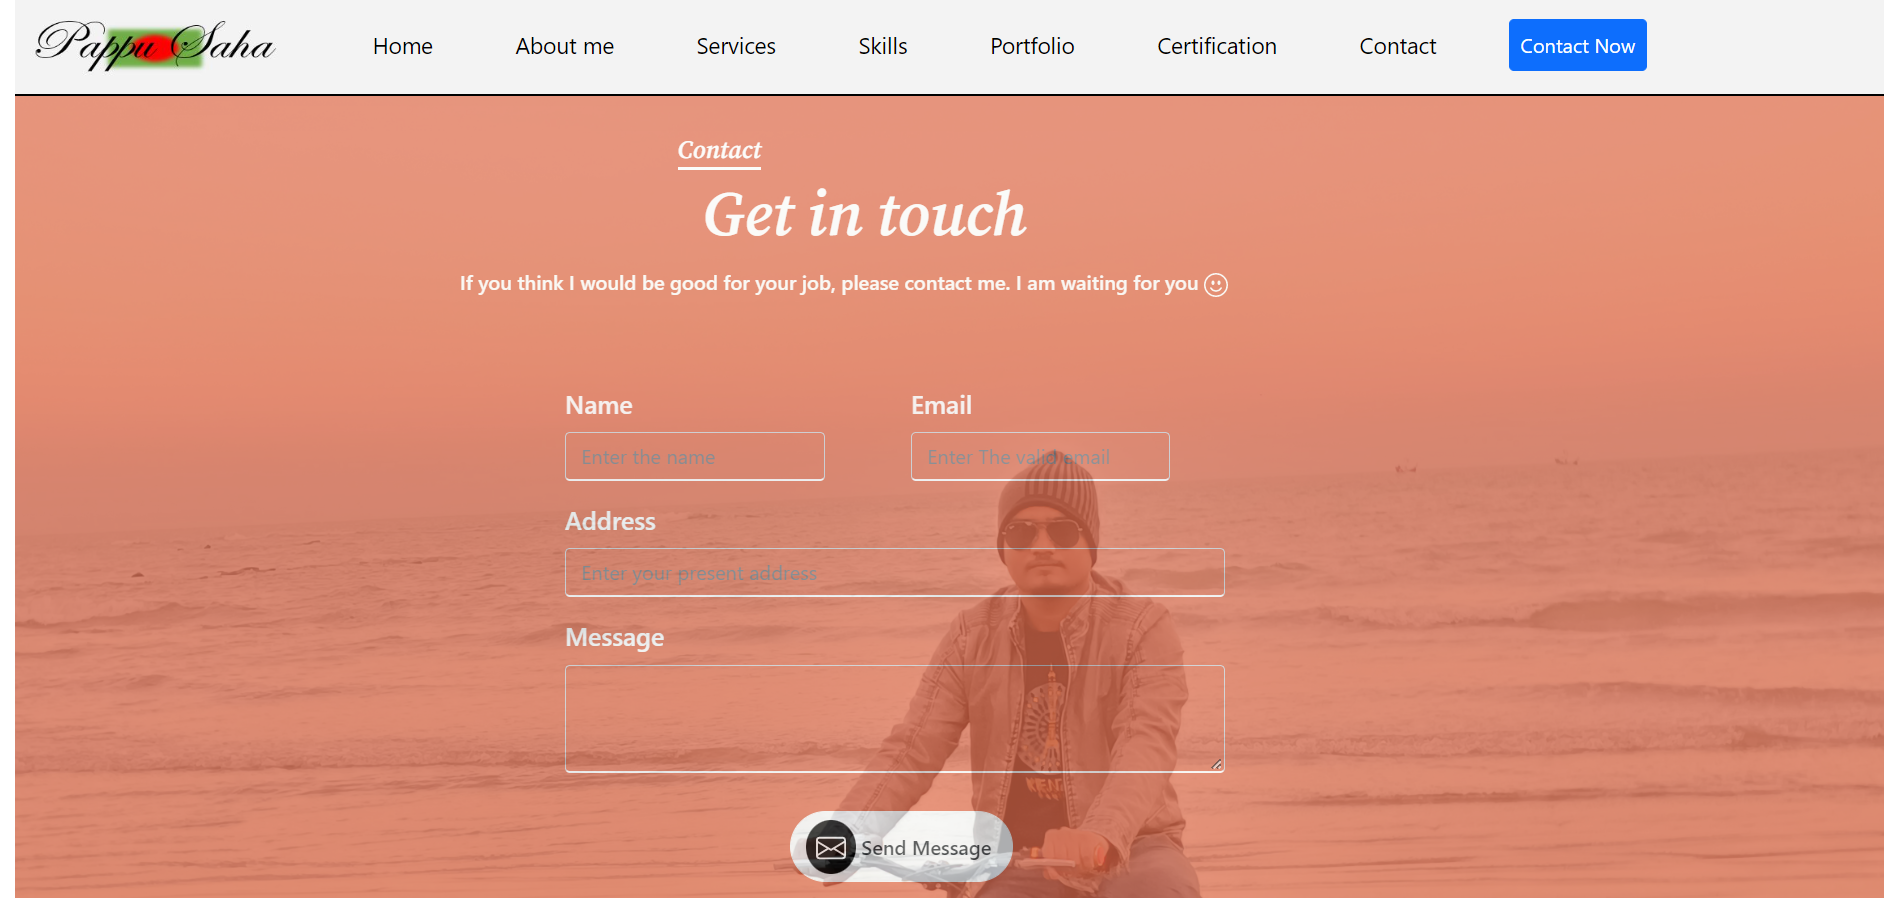 Pappu Saha Home About me Services Skills Portfolio Certification Contact Contact Now
Contact
Get in touch
If you think I would be good for your job, please contact me. I am waiting for you
Name Email
Enter the name Enter The valid email
Address
Enter your present address
Message
Send Message